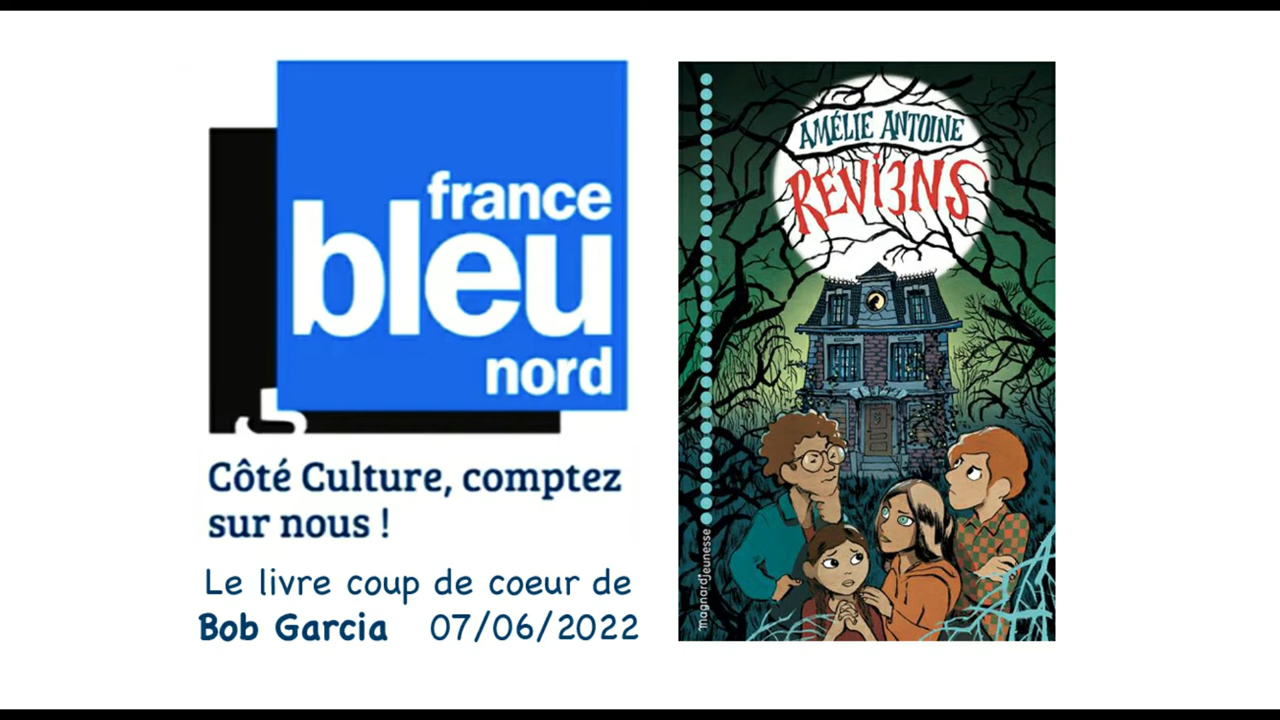 france
bleu
nord
Côté Culture, comptez
sur nous !
Le livre coup de coeur de
Bob Garcia 07/06/2022
AMÉLIE ANTOINE
REVI3NS
magnardjeunesse